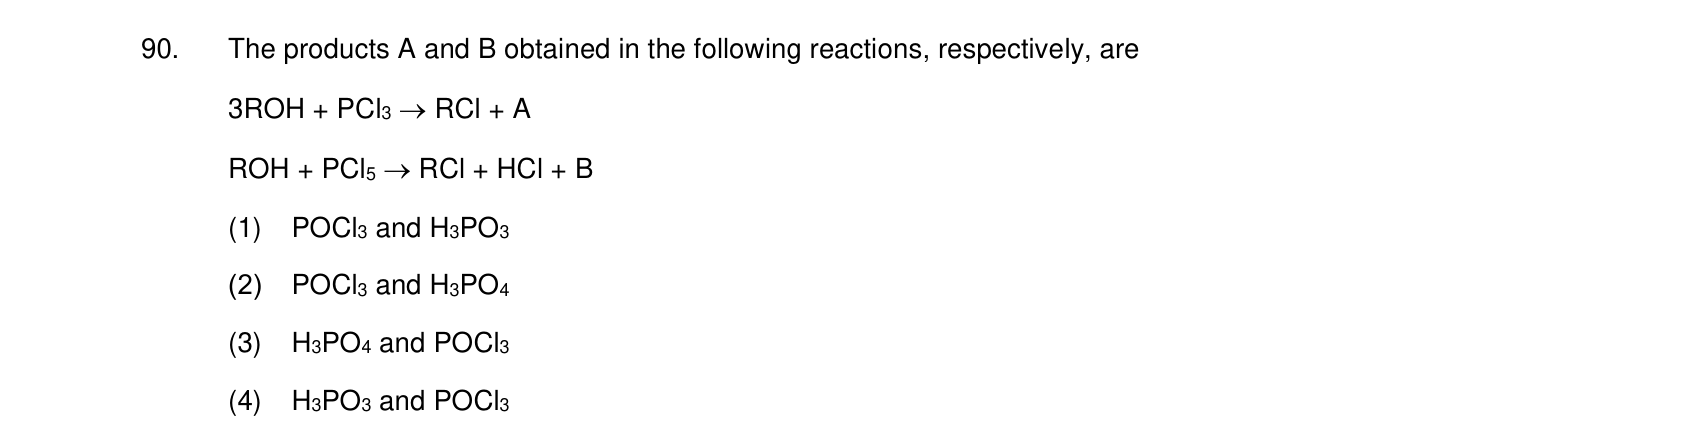 90. The products A and B obtained in the following reactions, respectively, are
3ROH + PCl₃ → RCl + A
ROH + PCl₅ → RCl + HCl + B
(1) POCl₃ and H₃PO₃
(2) POCl₃ and H₃PO₄
(3) H₃PO₄ and POCl₃
(4) H₃PO₃ and POCl₃